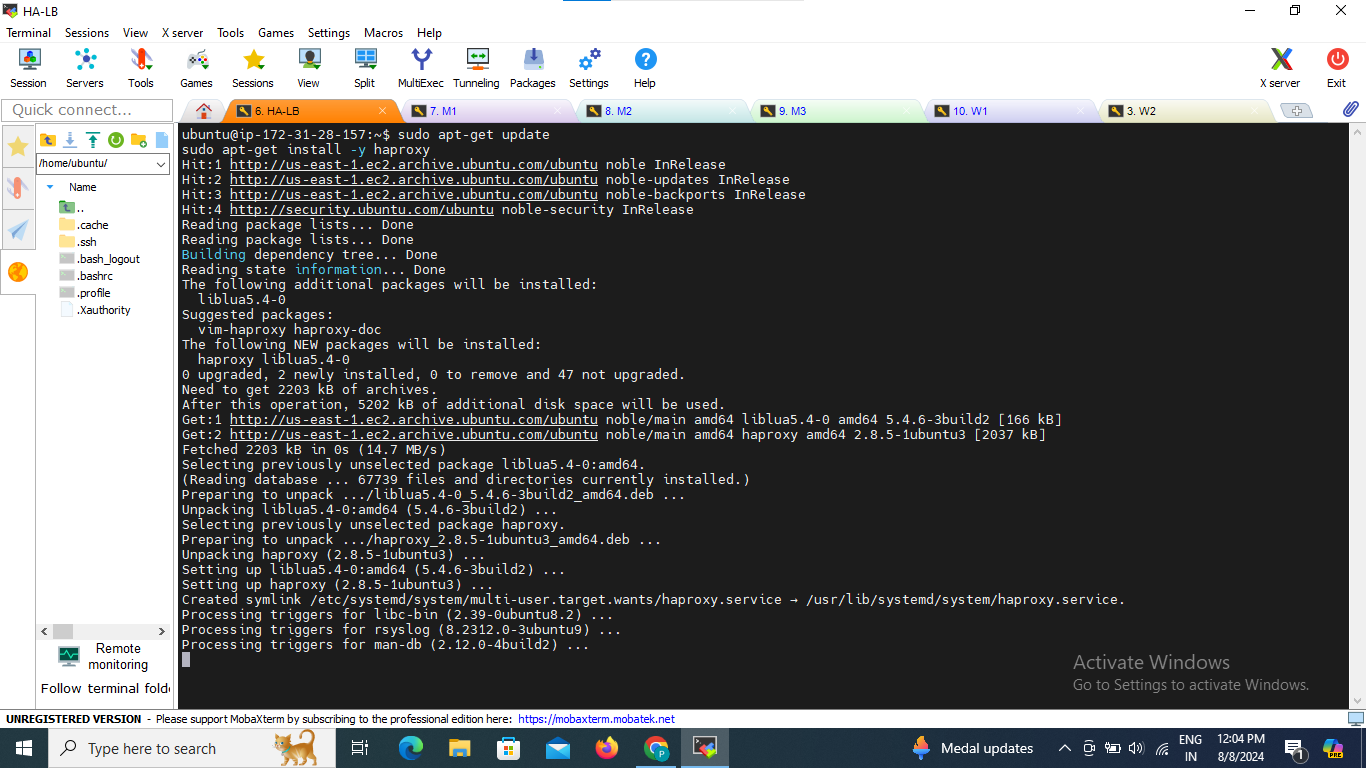 HA-LB
Terminal Sessions View X server Tools Games Settings Macros Help
Session Servers Tools Games Sessions View Split MultiExec Tunneling Packages Settings Help X server Exit
Quick connect...
6. HA-LB 7. M1 8. M2 9. M3 10. W1 3. W2
/home/ubuntu/
Name
..
.cache
.ssh
.bash_logout
.bashrc
.profile
.Xauthority
Remote
monitoring
Follow terminal folde
ubuntu@ip-172-31-28-157:~$ sudo apt-get update
sudo apt-get install -y haproxy
Hit:1 http://us-east-1.ec2.archive.ubuntu.com/ubuntu noble InRelease
Hit:2 http://us-east-1.ec2.archive.ubuntu.com/ubuntu noble-updates InRelease
Hit:3 http://us-east-1.ec2.archive.ubuntu.com/ubuntu noble-backports InRelease
Hit:4 http://security.ubuntu.com/ubuntu noble-security InRelease
Reading package lists... Done
Reading package lists... Done
Building dependency tree... Done
Reading state information... Done
The following additional packages will be installed:
liblua5.4-0
Suggested packages:
vim-haproxy haproxy-doc
The following NEW packages will be installed:
haproxy liblua5.4-0
0 upgraded, 2 newly installed, 0 to remove and 47 not upgraded.
Need to get 2203 kB of archives.
After this operation, 5202 kB of additional disk space will be used.
Get:1 http://us-east-1.ec2.archive.ubuntu.com/ubuntu noble/main amd64 liblua5.4-0 amd64 5.4.6-3build2 [166 kB]
Get:2 http://us-east-1.ec2.archive.ubuntu.com/ubuntu noble/main amd64 haproxy amd64 2.8.5-1ubuntu3 [2037 kB]
Fetched 2203 kB in 0s (14.7 MB/s)
Selecting previously unselected package liblua5.4-0:amd64.
(Reading database ... 67739 files and directories currently installed.)
Preparing to unpack .../liblua5.4-0_5.4.6-3build2_amd64.deb ...
Unpacking liblua5.4-0:amd64 (5.4.6-3build2) ...
Selecting previously unselected package haproxy.
Preparing to unpack .../haproxy_2.8.5-1ubuntu3_amd64.deb ...
Unpacking haproxy (2.8.5-1ubuntu3) ...
Setting up liblua5.4-0:amd64 (5.4.6-3build2) ...
Setting up haproxy (2.8.5-1ubuntu3) ...
Created symlink /etc/systemd/system/multi-user.target.wants/haproxy.service → /usr/lib/systemd/system/haproxy.service.
Processing triggers for libc-bin (2.39-0ubuntu8.2) ...
Processing triggers for rsyslog (8.2312.0-3ubuntu9) ...
Processing triggers for man-db (2.12.0-4build2) ...
Activate Windows
Go to Settings to activate Windows.
UNREGISTERED VERSION - Please support MobaXterm by subscribing to the professional edition here: https://mobaxterm.mobatek.net
Type here to search
Medal updates
ENG
IN
12:04 PM
8/8/2024
1
P
PRE